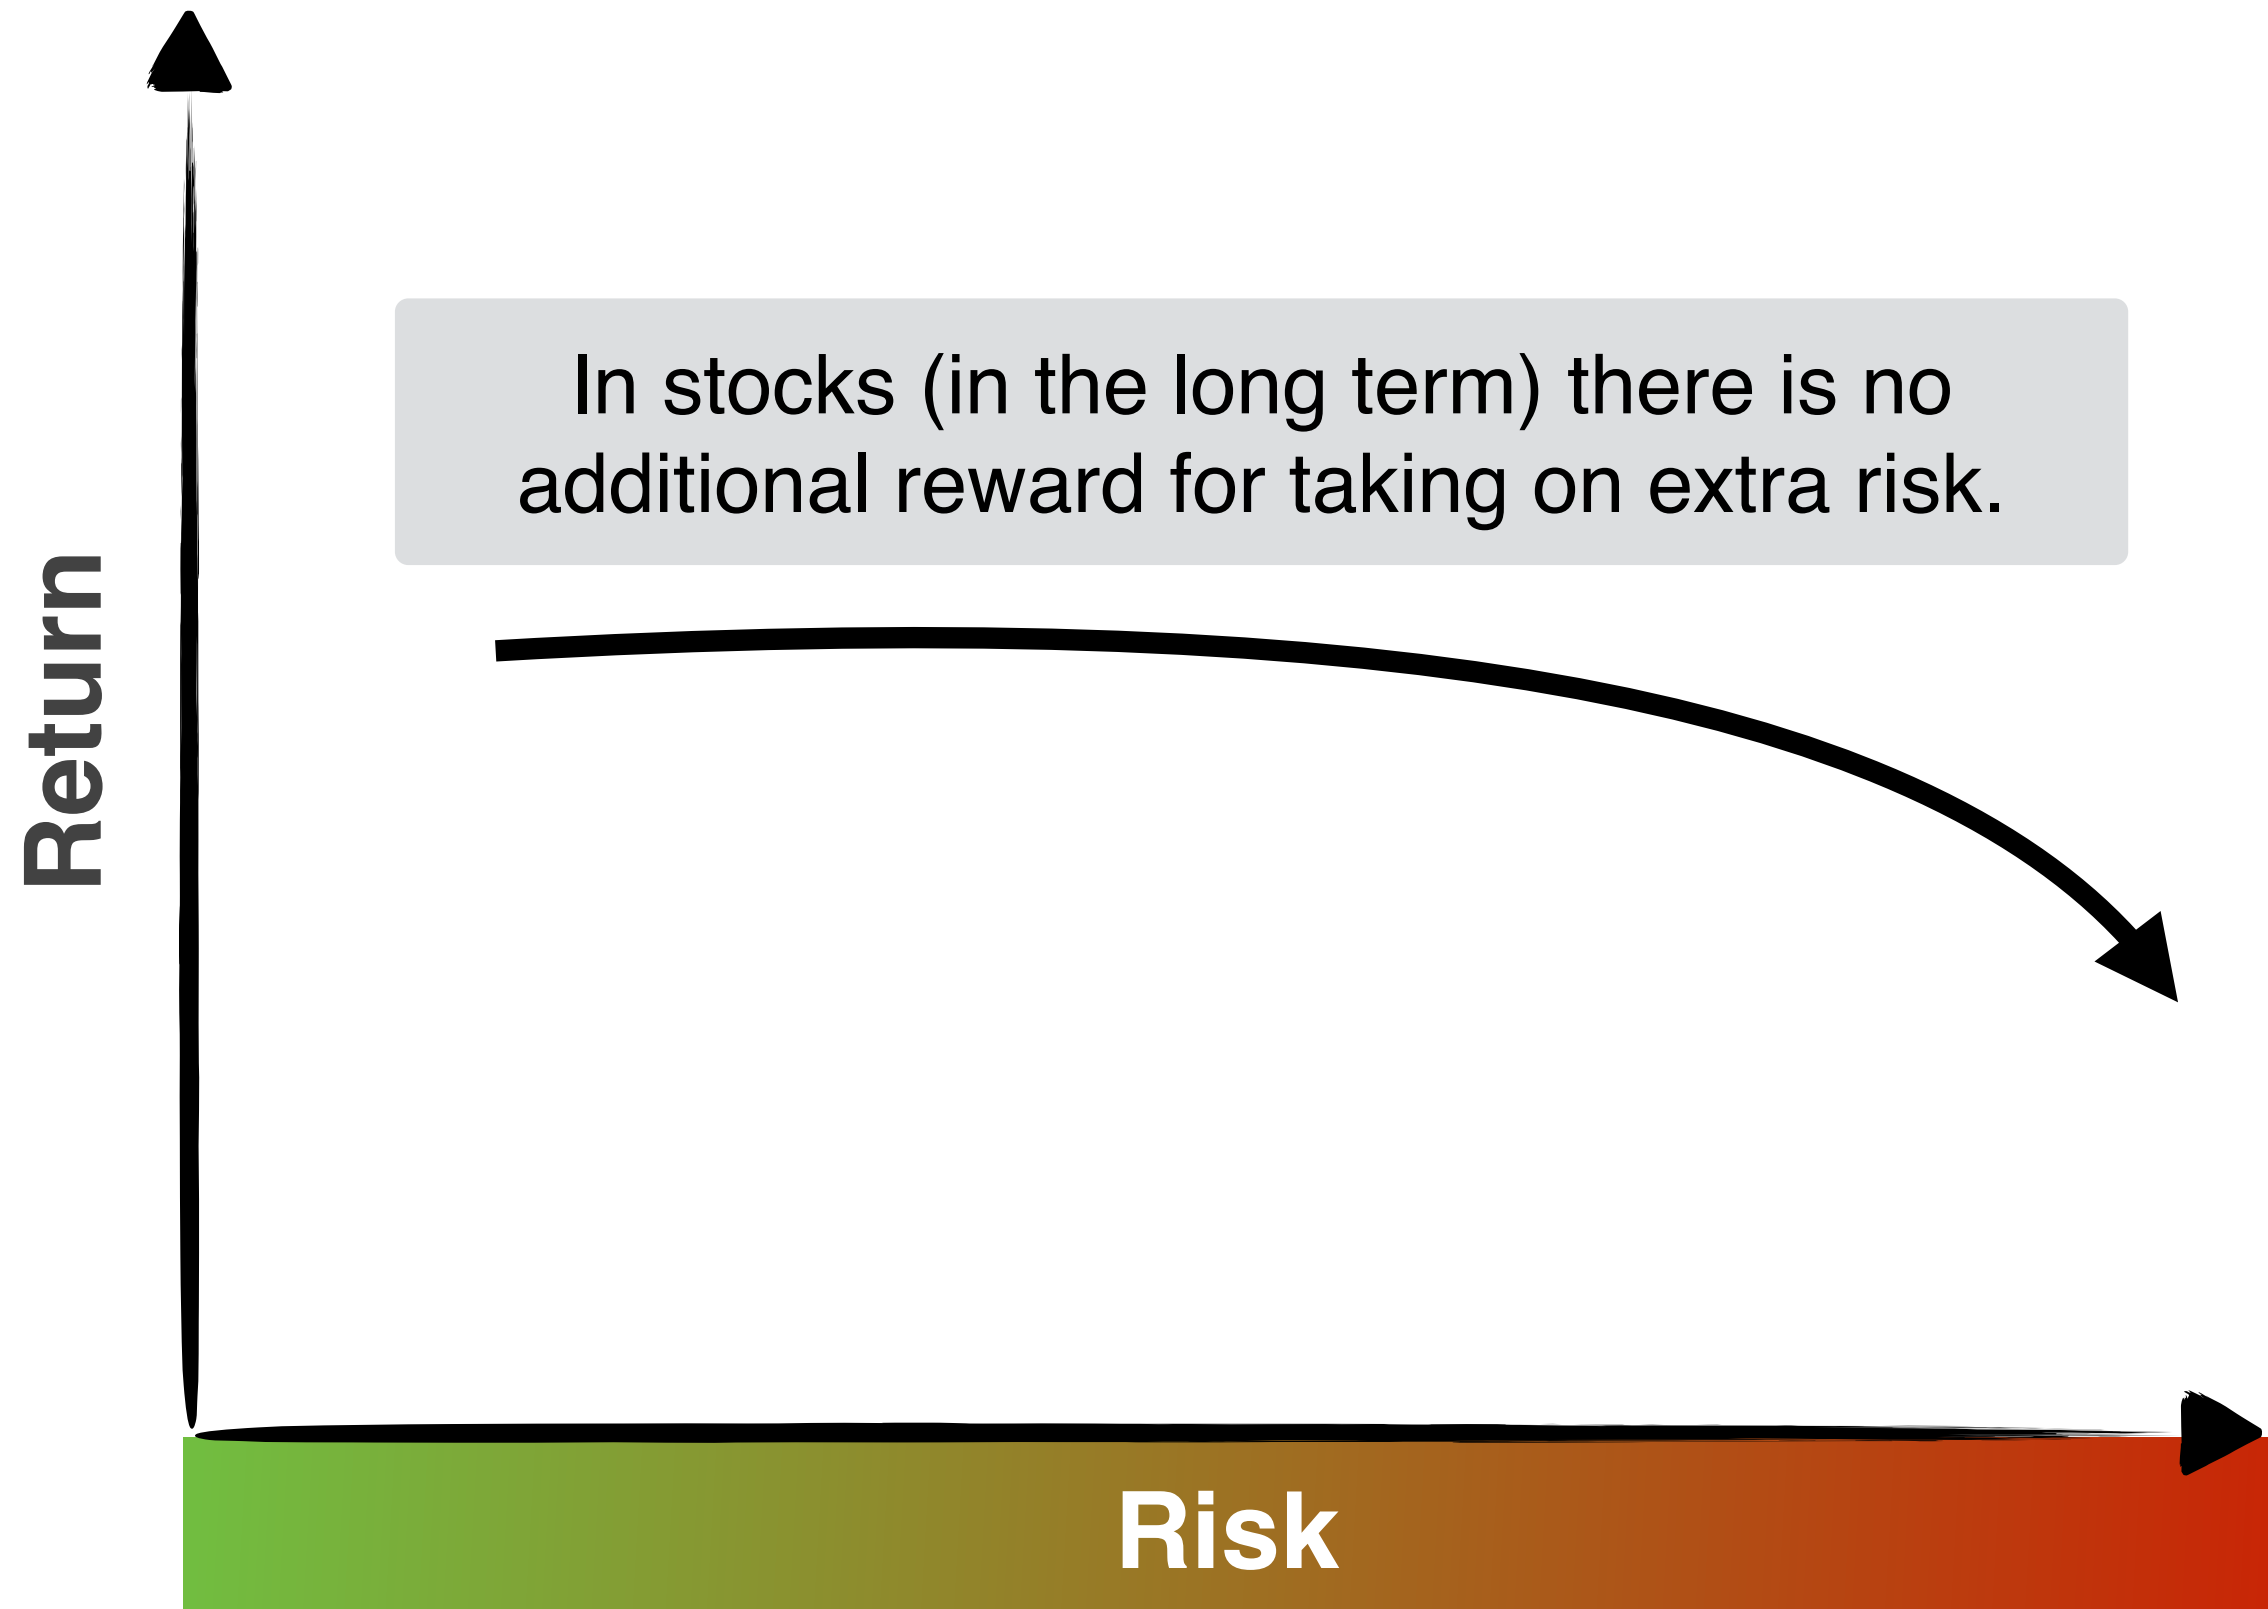 In stocks (in the long term) there is no
additional reward for taking on extra risk.
Return
Risk